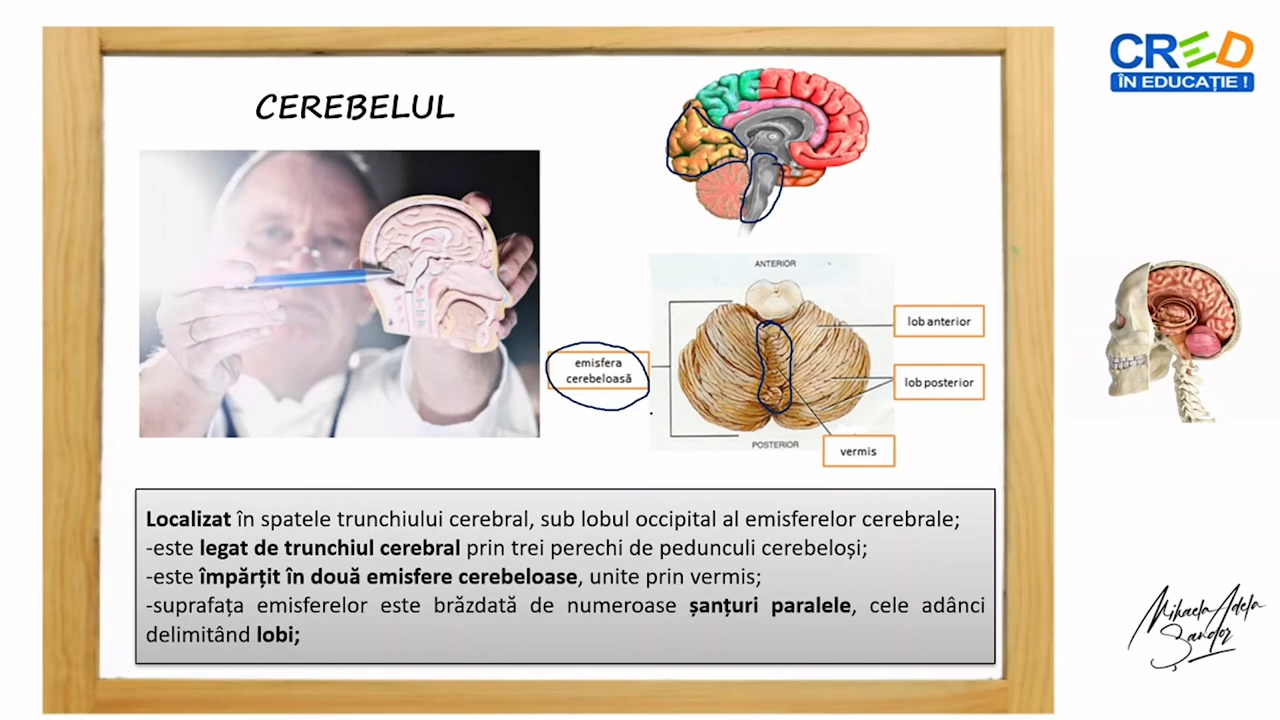 CRED
ÎN EDUCAȚIE !
CEREBELUL
ANTERIOR
lob anterior
emisfera
cerebeloasă
lob posterior
POSTERIOR
vermis
Localizat în spatele trunchiului cerebral, sub lobul occipital al emisferelor cerebrale;
-este legat de trunchiul cerebral prin trei perechi de pedunculi cerebeloși;
-este împărțit în două emisfere cerebeloase, unite prin vermis;
-suprafața emisferelor este brăzdată de numeroase șanțuri paralele, cele adânci
delimitând lobi;
Mihaela Adela
Șandor